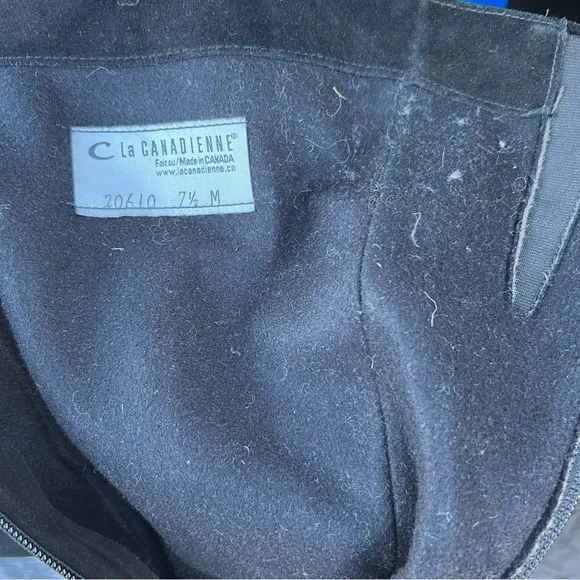 C La CANADIENNE®
Fait au/Made in CANADA
www.lacanadienne.ca
20610 7½ M